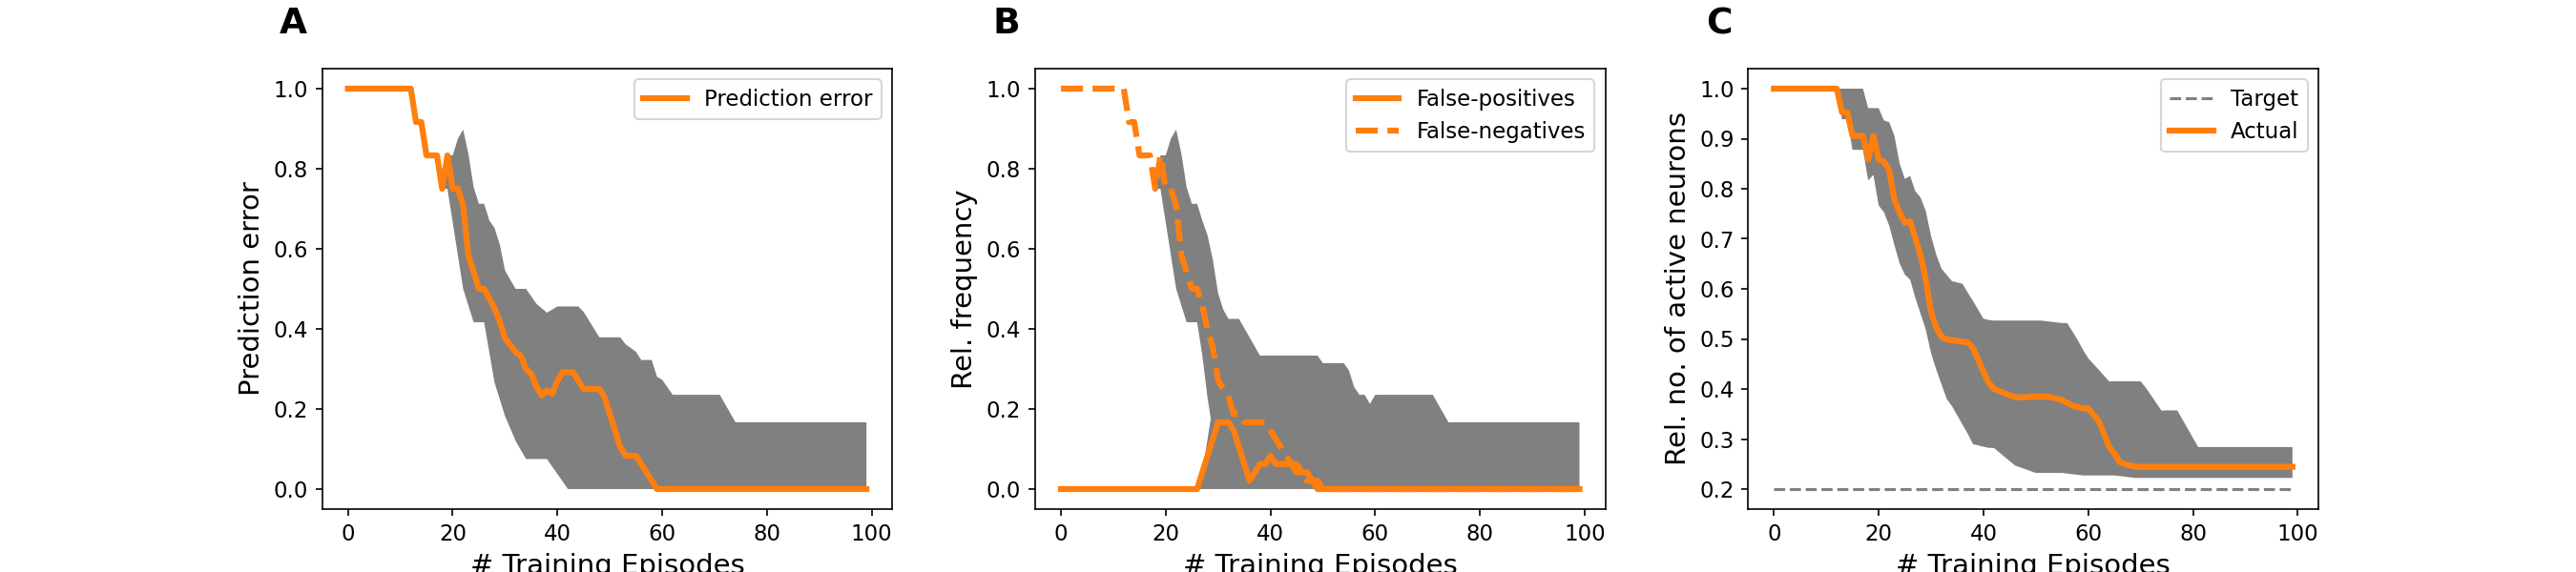 A
B
C
Prediction error
1.0
0.8
0.6
0.4
0.2
0.0
Prediction error
0
20
40
60
80
100
# Training Episodes
Rel. frequency
1.0
0.8
0.6
0.4
0.2
0.0
False-positives
False-negatives
0
20
40
60
80
100
# Training Episodes
Rel. no. of active neurons
1.0
0.9
0.8
0.7
0.6
0.5
0.4
0.3
0.2
Target
Actual
0
20
40
60
80
100
# Training Episodes